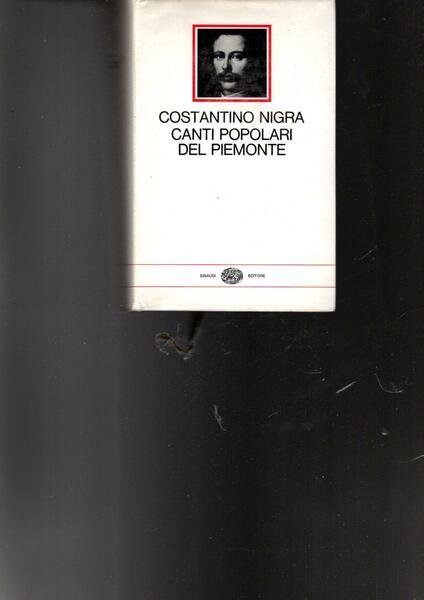 COSTANTINO NIGRA
CANTI POPOLARI
DEL PIEMONTE
EINAUDI EDITORE